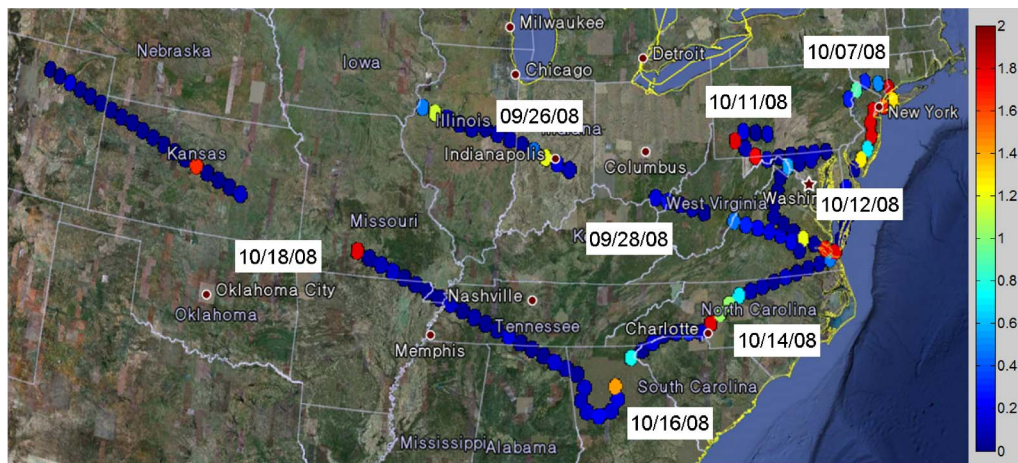 Milwaukee
Nebraska
Iowa
Detroit
10/07/08
Chicago
10/11/08
New York
Illinois
09/26/08
Indiana
Kansas
Indianapolis
Columbus
West Virginia
10/12/08
Missouri
09/28/08
10/18/08
Oklahoma City
Nashville
North Carolina
Oklahoma
Tennessee
Charlotte
10/14/08
Memphis
South Carolina
10/16/08
Mississippi
Alabama
2
1.8
1.6
1.4
1.2
1
0.8
0.6
0.4
0.2
0